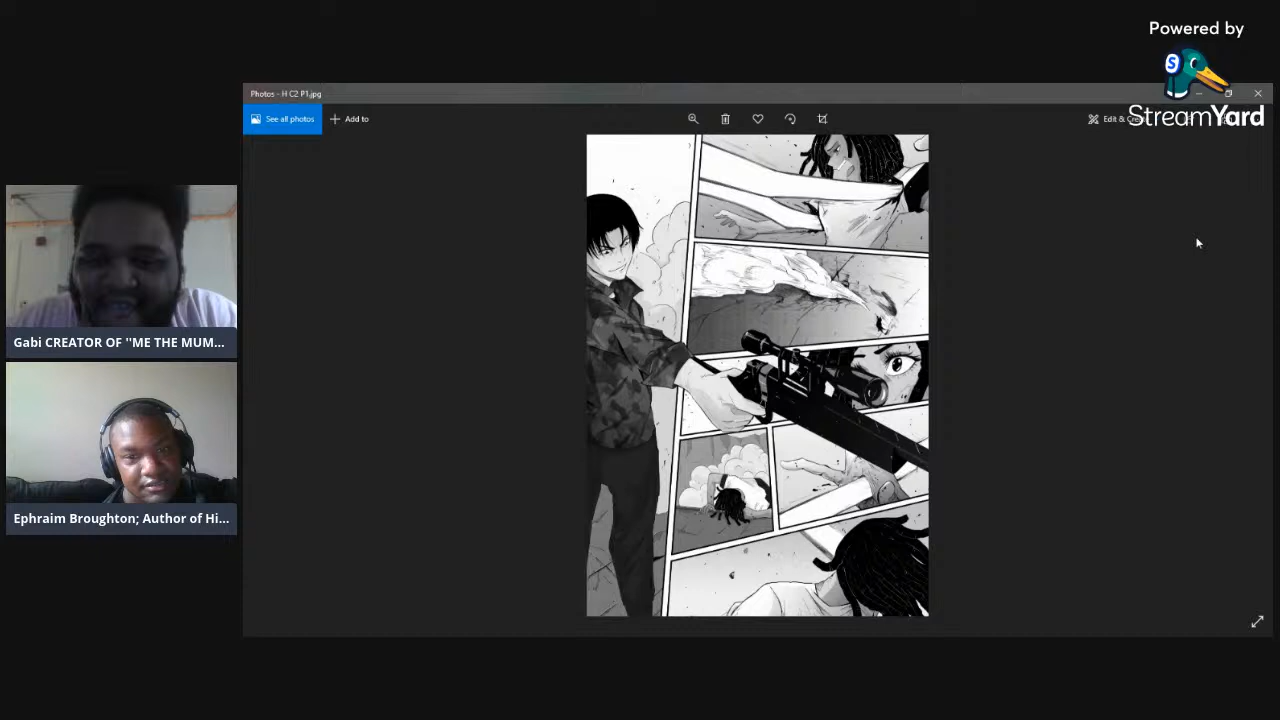 Powered by
S
StreamYard
Photos - H C2 P1.jpg
See all photos
Add to
Edit &
Gabi CREATOR OF "ME THE MUM...
Ephraim Broughton; Author of Hi...